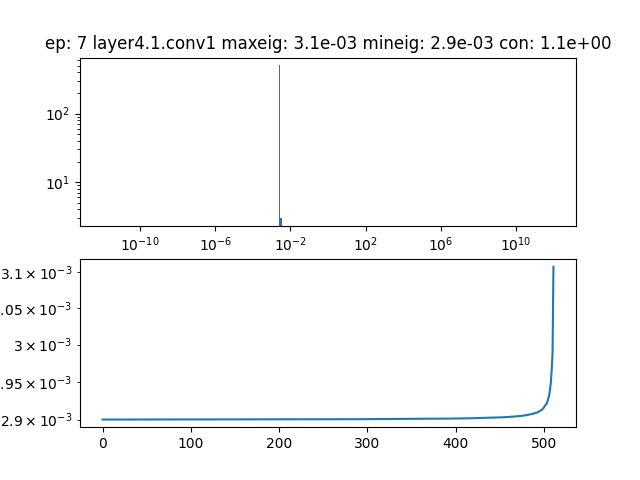 ep: 7 layer4.1.conv1 maxeig: 3.1e-03 mineig: 2.9e-03 con: 1.1e+00
10²
10¹
10⁻¹⁰ 10⁻⁶ 10⁻² 10² 10⁶ 10¹⁰
3.1 × 10⁻³
.05 × 10⁻³
3 × 10⁻³
.95 × 10⁻³
2.9 × 10⁻³
0 100 200 300 400 500